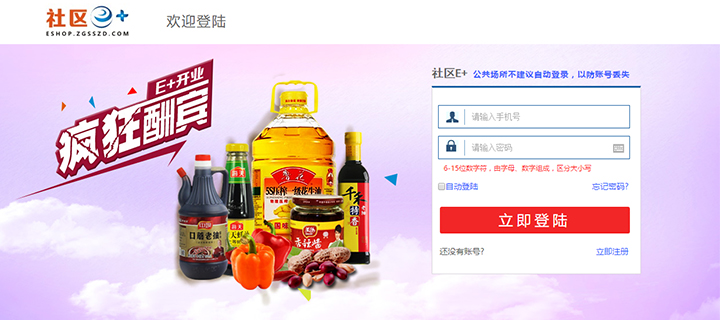 社区e+
ESHOP.ZGSSZD.COM
欢迎登陆
E+开业
疯狂酬宾
社区E+ 公共场所不建议自动登录,以防账号丢失
请输入手机号
请输入密码
6-15位数字符,由字母、数字组成,区分大小写
自动登陆
忘记密码?
立即登陆
还没有账号?
立即注册
鲁花
5S压榨一级花生油
千禾
特香
香辣酱
口蘑老抽